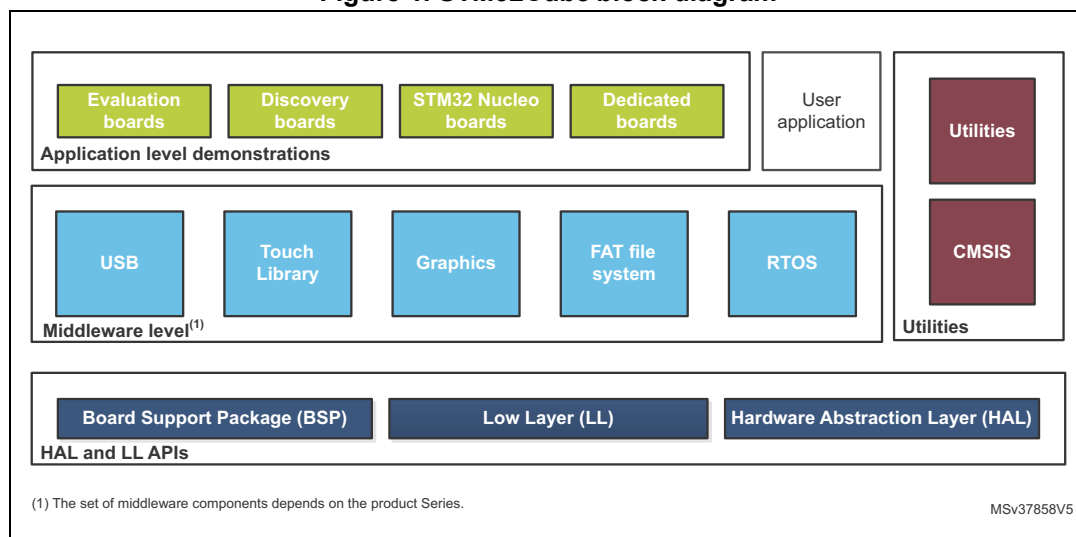 Evaluation
boards
Discovery
boards
STM32 Nucleo
boards
Dedicated
boards
Application level demonstrations
User
application
Utilities
CMSIS
Utilities
USB
Touch
Library
Graphics
FAT file
system
RTOS
Middleware level(1)
Board Support Package (BSP)
Low Layer (LL)
Hardware Abstraction Layer (HAL)
HAL and LL APIs
(1) The set of middleware components depends on the product Series.
MSv37858V5